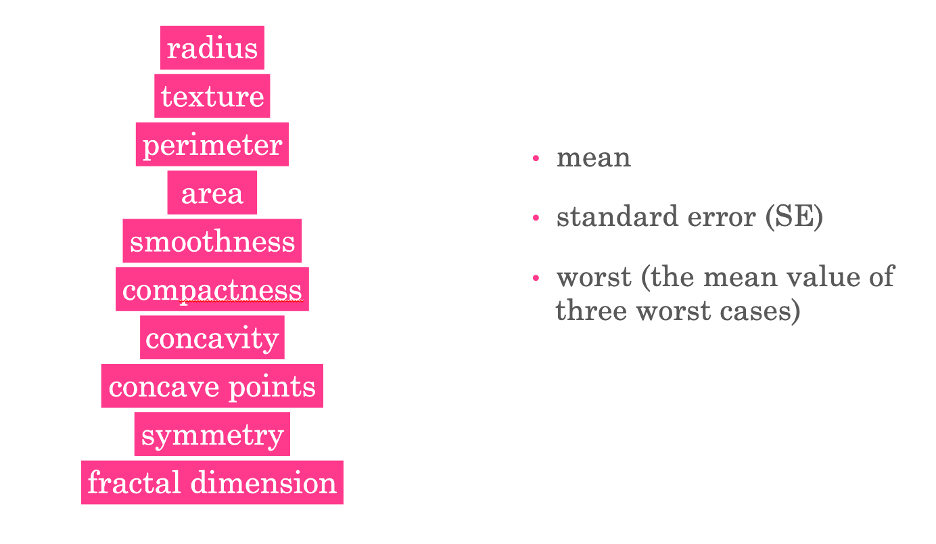 radius
texture
perimeter
area
smoothness
compactness
concavity
concave points
symmetry
fractal dimension
• mean
• standard error (SE)
• worst (the mean value of
three worst cases)